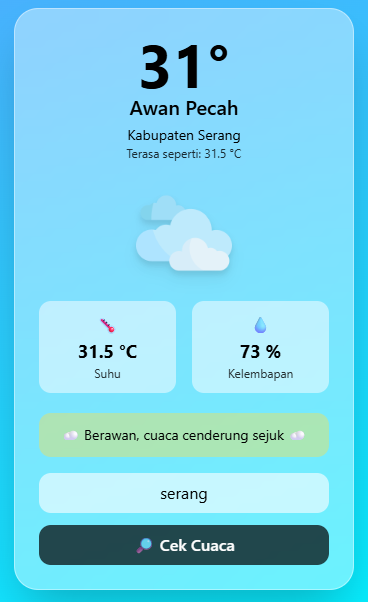 31°
Awan Pecah
Kabupaten Serang
Terasa seperti: 31.5 °C
31.5 °C
Suhu
73 %
Kelembapan
Berawan, cuaca cenderung sejuk
serang
Cek Cuaca